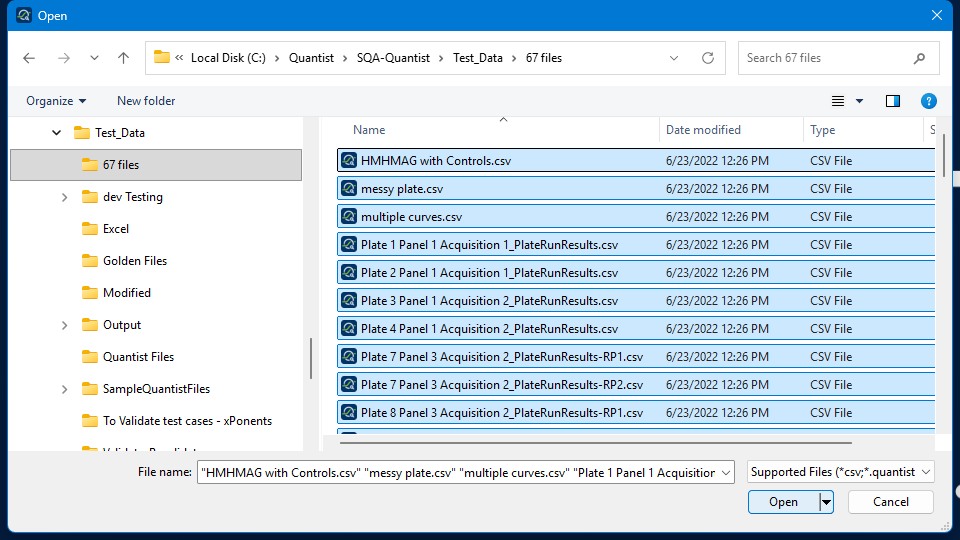 Open
« Local Disk (C:) › Quantist › SQA-Quantist › Test_Data › 67 files
Search 67 files
Organize
New folder
Name
Date modified
Type
S
Test_Data
67 files
dev Testing
Excel
Golden Files
Modified
Output
Quantist Files
SampleQuantistFiles
To Validate test cases - xPonents
HMHMAG with Controls.csv 6/23/2022 12:26 PM CSV File
messy plate.csv 6/23/2022 12:26 PM CSV File
multiple curves.csv 6/23/2022 12:26 PM CSV File
Plate 1 Panel 1 Acquisition 1_PlateRunResults.csv 6/23/2022 12:26 PM CSV File
Plate 2 Panel 1 Acquisition 1_PlateRunResults.csv 6/23/2022 12:26 PM CSV File
Plate 3 Panel 1 Acquisition 2_PlateRunResults.csv 6/23/2022 12:26 PM CSV File
Plate 4 Panel 1 Acquisition 2_PlateRunResults.csv 6/23/2022 12:26 PM CSV File
Plate 7 Panel 3 Acquisition 2_PlateRunResults-RP1.csv 6/23/2022 12:26 PM CSV File
Plate 7 Panel 3 Acquisition 2_PlateRunResults-RP2.csv 6/23/2022 12:26 PM CSV File
Plate 8 Panel 3 Acquisition 2_PlateRunResults-RP1.csv 6/23/2022 12:26 PM CSV File
File name: "HMHMAG with Controls.csv" "messy plate.csv" "multiple curves.csv" "Plate 1 Panel 1 Acquisition
Supported Files (*csv;*.quantist
Open
Cancel